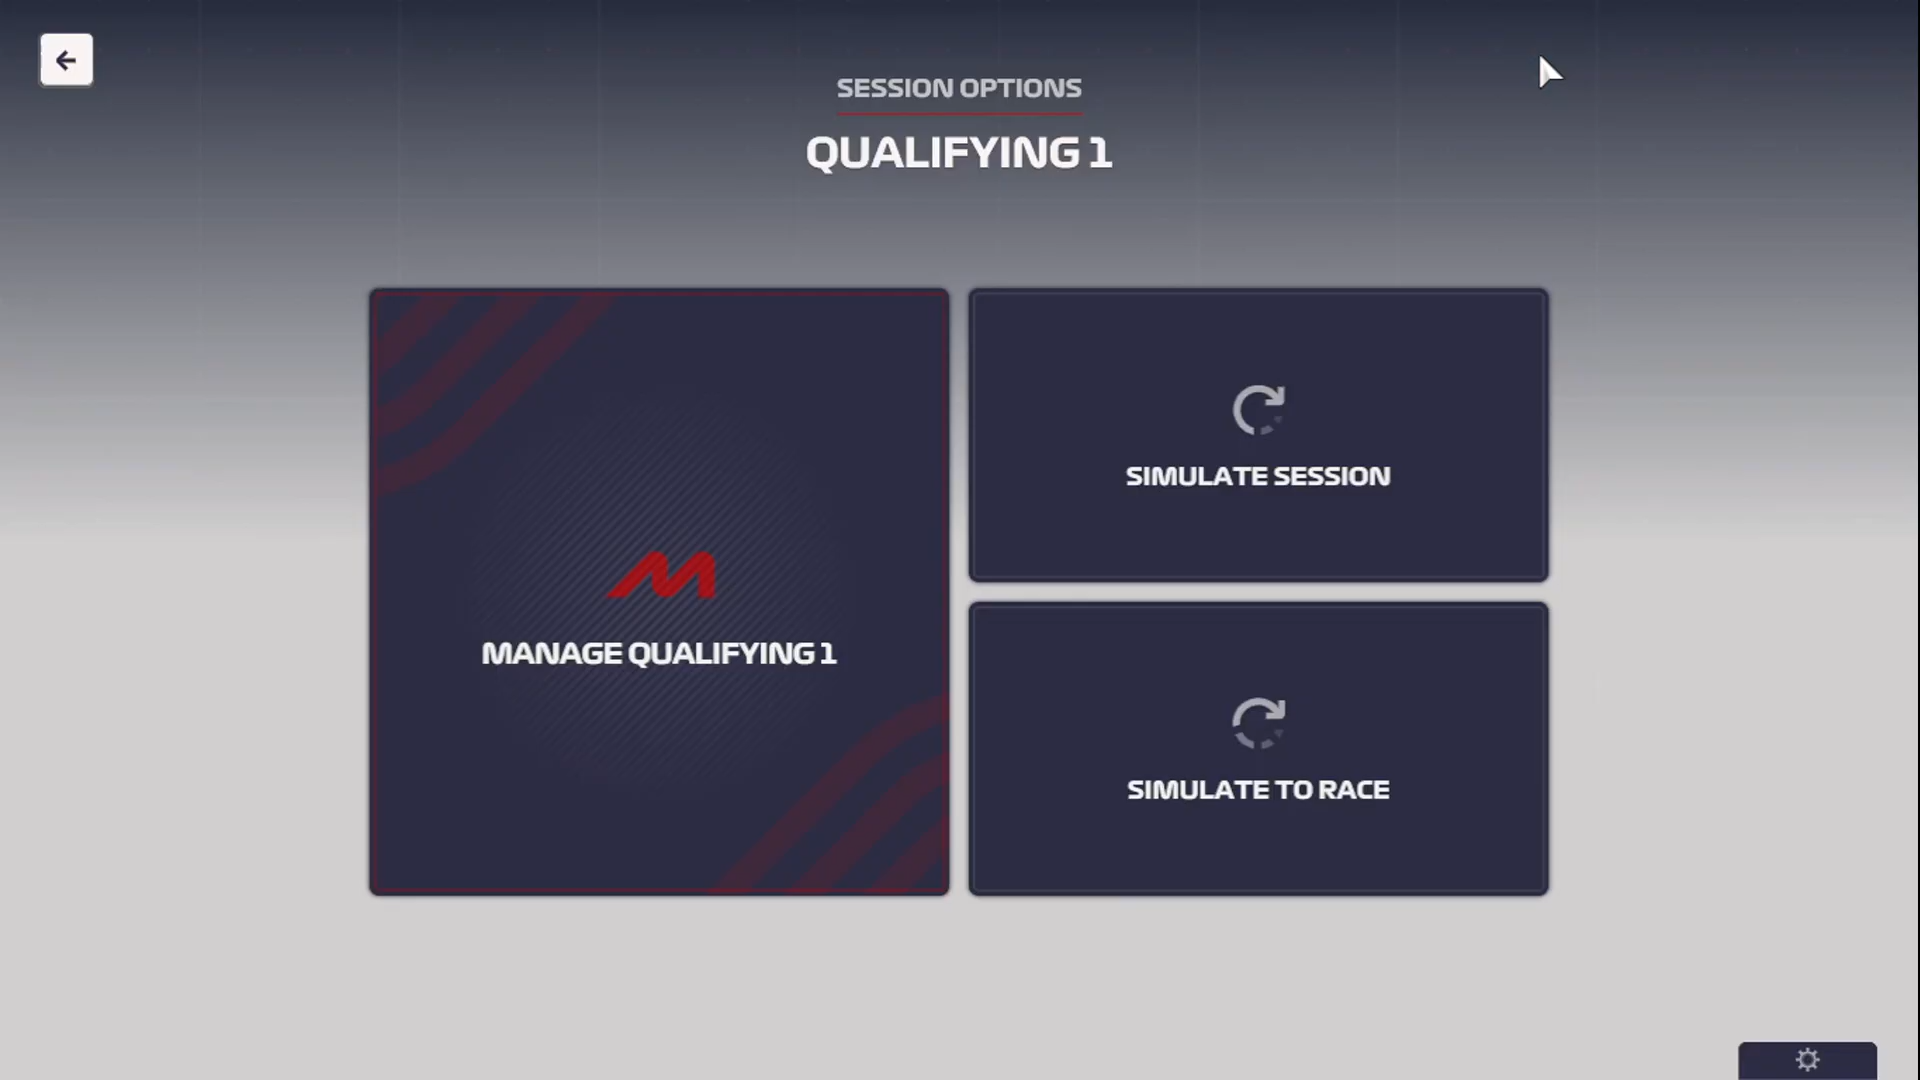 SESSION OPTIONS
QUALIFYING 1
MANAGE QUALIFYING 1
SIMULATE SESSION
SIMULATE TO RACE